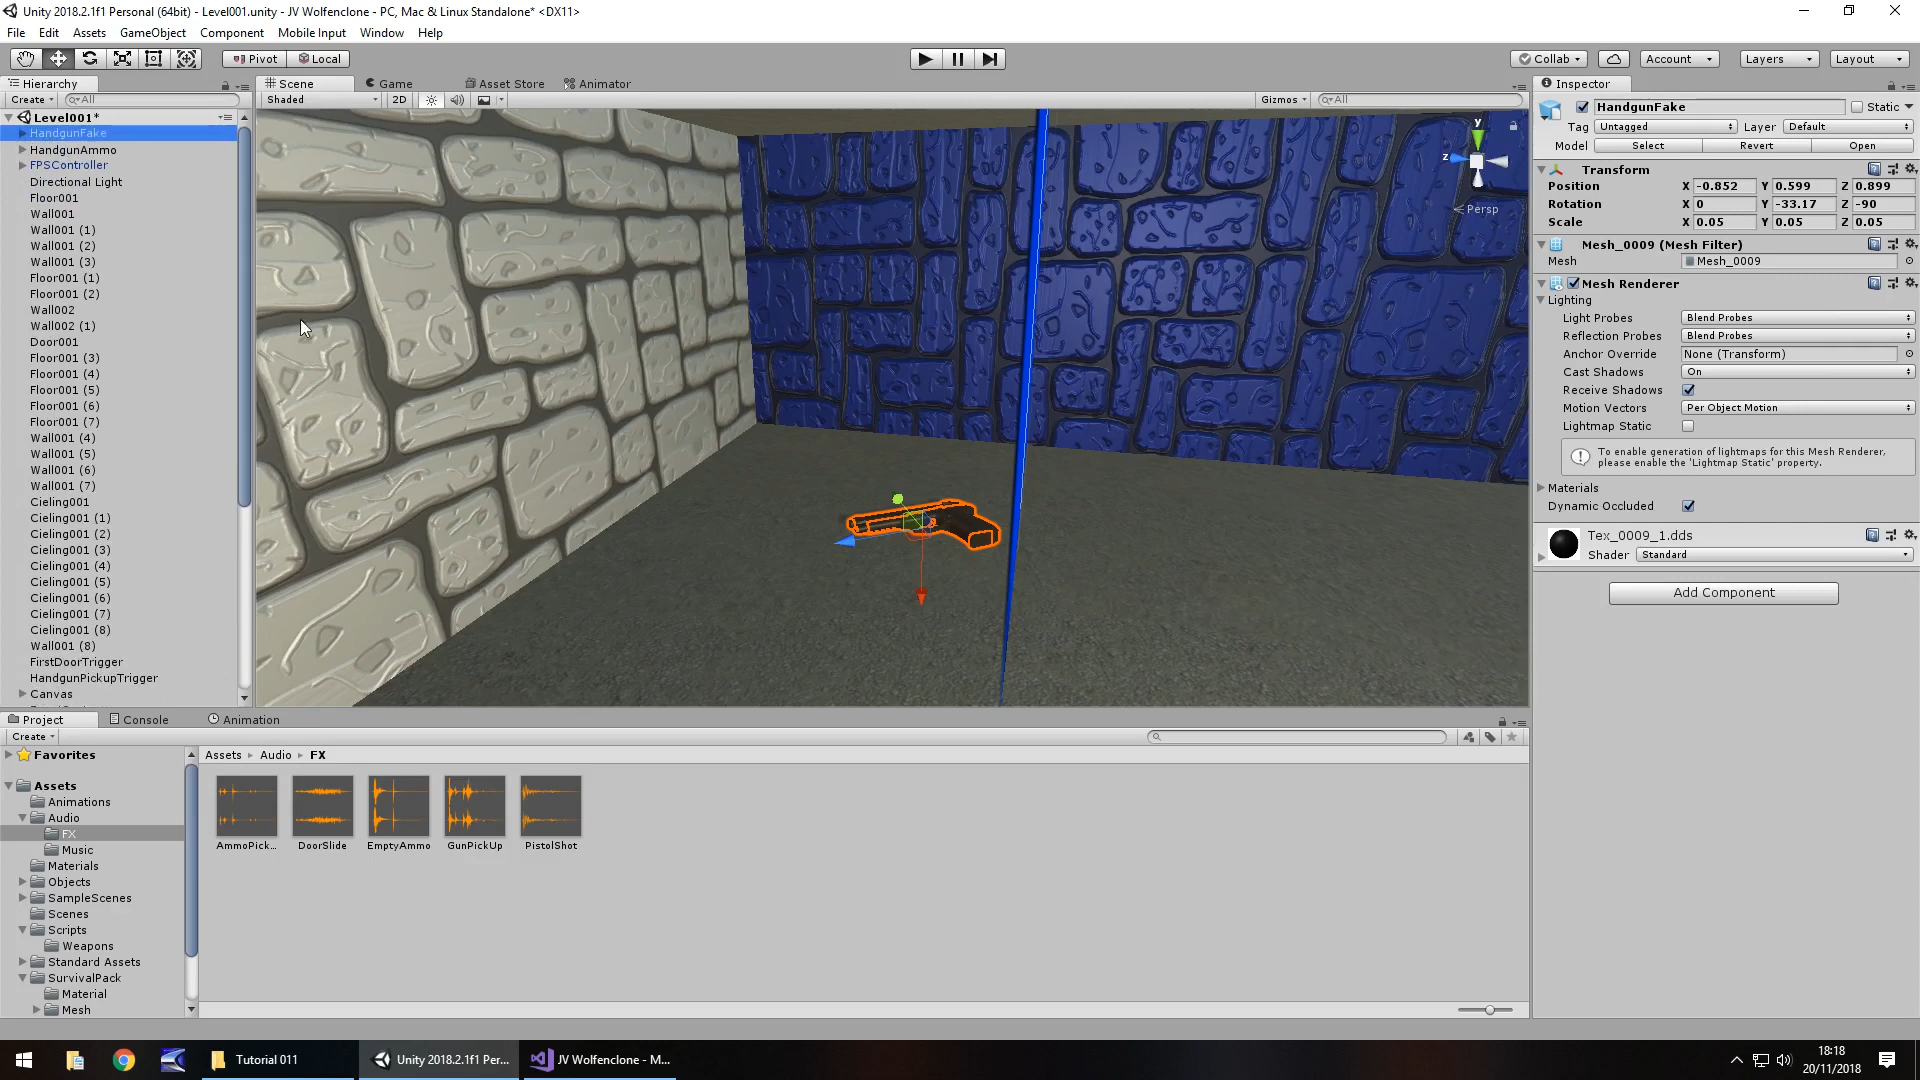 Unity 2018.2.1f1 Personal (64bit) - Level001.unity - JV Wolfenclone - PC, Mac & Linux Standalone* <DX11>
File Edit Assets GameObject Component Mobile Input Window Help
Pivot Local Collab Account Layers Layout
Hierarchy Scene Game Asset Store Animator Inspector
Create All Shaded 2D Gizmos All
Level001*
HandgunFake
HandgunAmmo
FPSController
Directional Light
Floor001
Wall001
Wall001 (1)
Wall001 (2)
Wall001 (3)
Floor001 (1)
Floor001 (2)
Wall002
Wall002 (1)
Door001
Floor001 (3)
Floor001 (4)
Floor001 (5)
Floor001 (6)
Floor001 (7)
Wall001 (4)
Wall001 (5)
Wall001 (6)
Wall001 (7)
Cieling001
Cieling001 (1)
Cieling001 (2)
Cieling001 (3)
Cieling001 (4)
Cieling001 (5)
Cieling001 (6)
Cieling001 (7)
Cieling001 (8)
Wall001 (8)
FirstDoorTrigger
HandgunPickupTrigger
Canvas
y
z
Persp
HandgunFake Static
Tag Untagged Layer Default
Model Select Revert Open
Transform
Position X -0.852 Y 0.599 Z 0.899
Rotation X 0 Y -33.17 Z -90
Scale X 0.05 Y 0.05 Z 0.05
Mesh_0009 (Mesh Filter)
Mesh Mesh_0009
Mesh Renderer
Lighting
Light Probes Blend Probes
Reflection Probes Blend Probes
Anchor Override None (Transform)
Cast Shadows On
Receive Shadows
Motion Vectors Per Object Motion
Lightmap Static
To enable generation of lightmaps for this Mesh Renderer,
please enable the 'Lightmap Static' property.
Materials
Dynamic Occluded
Tex_0009_1.dds
Shader Standard
Add Component
Project Console Animation
Create
Favorites
Assets
Animations
Audio
FX
Music
Materials
Objects
SampleScenes
Scenes
Scripts
Weapons
Standard Assets
SurvivalPack
Material
Mesh
Assets Audio FX
AmmoPick... DoorSlide EmptyAmmo GunPickUp PistolShot
Tutorial 011 Unity 2018.2.1f1 Per... JV Wolfenclone - M...
18:18
20/11/2018